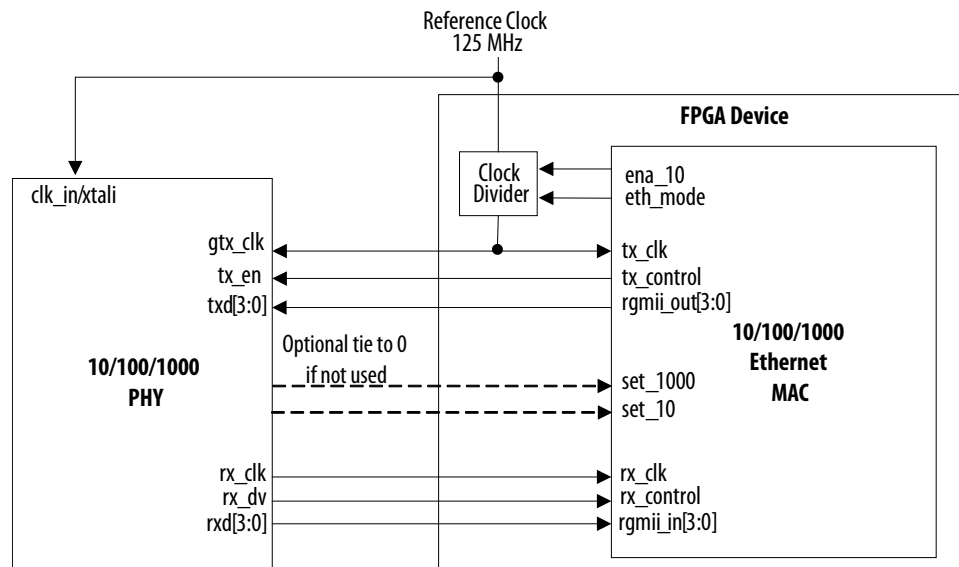 Reference Clock
125 MHz
FPGA Device
Clock
Divider
ena_10
eth_mode
clk_in/xtali
gtx_clk
tx_clk
tx_en
tx_control
txd[3:0]
rgmii_out[3:0]
Optional tie to 0
if not used
10/100/1000
PHY
10/100/1000
Ethernet
MAC
set_1000
set_10
rx_clk
rx_clk
rx_dv
rx_control
rxd[3:0]
rgmii_in[3:0]